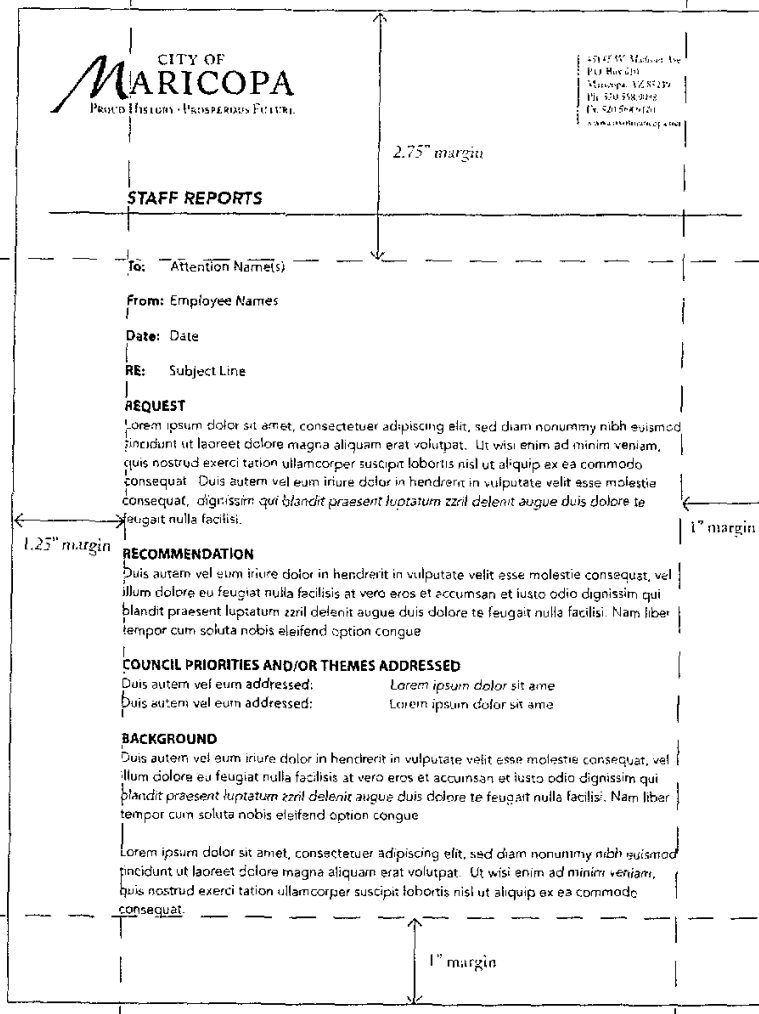 CITY OF
MARICOPA
PROUD HISTORY · PROSPEROUS FUTURE
W. Madison Ave
PO Box 610
Maricopa, AZ 85239
2.75" margin
STAFF REPORTS
To: Attention Name(s)
From: Employee Names
Date: Date
RE: Subject Line
REQUEST
Lorem ipsum dolor sit amet, consectetuer adipiscing elit, sed diam nonummy nibh euismod
tincidunt ut laoreet dolore magna aliquam erat volutpat. Ut wisi enim ad minim veniam,
quis nostrud exerci tation ullamcorper suscipit lobortis nisl ut aliquip ex ea commodo
consequat. Duis autem vel eum iriure dolor in hendrerit in vulputate velit esse molestie
consequat, dignissim qui blandit praesent luptatum zzril delenit augue duis dolore te
feugait nulla facilisi.
1" margin
1.25" margin
RECOMMENDATION
Duis autem vel eum iriure dolor in hendrerit in vulputate velit esse molestie consequat, vel
illum dolore eu feugiat nulla facilisis at vero eros et accumsan et iusto odio dignissim qui
blandit praesent luptatum zzril delenit augue duis dolore te feugait nulla facilisi. Nam liber
tempor cum soluta nobis eleifend option congue
COUNCIL PRIORITIES AND/OR THEMES ADDRESSED
Duis autem vel eum addressed: Lorem ipsum dolor sit ame
Duis autem vel eum addressed: Lorem ipsum dolor sit ame
BACKGROUND
Duis autem vel eum iriure dolor in hendrerit in vulputate velit esse molestie consequat, vel
illum dolore eu feugiat nulla facilisis at vero eros et accumsan et iusto odio dignissim qui
blandit praesent luptatum zzril delenit augue duis dolore te feugait nulla facilisi. Nam liber
tempor cum soluta nobis eleifend option congue
Lorem ipsum dolor sit amet, consectetuer adipiscing elit, sed diam nonummy nibh euismod
tincidunt ut laoreet dolore magna aliquam erat volutpat. Ut wisi enim ad minim veniam,
quis nostrud exerci tation ullamcorper suscipit lobortis nisl ut aliquip ex ea commodo
consequat.
1" margin